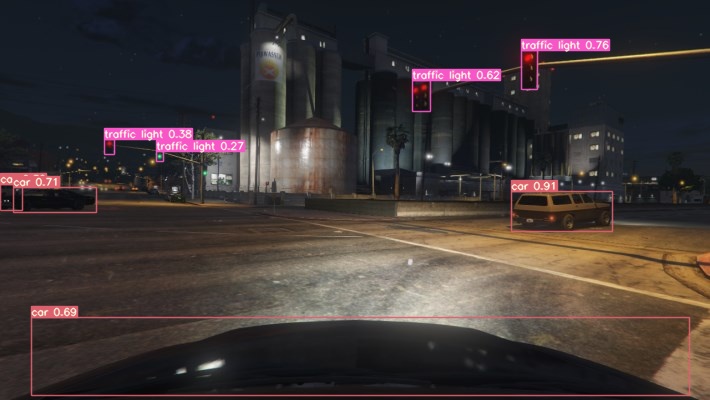 traffic light 0.76
traffic light 0.62
traffic light 0.38
traffic light 0.27
ca
car 0.71
car 0.91
car 0.69